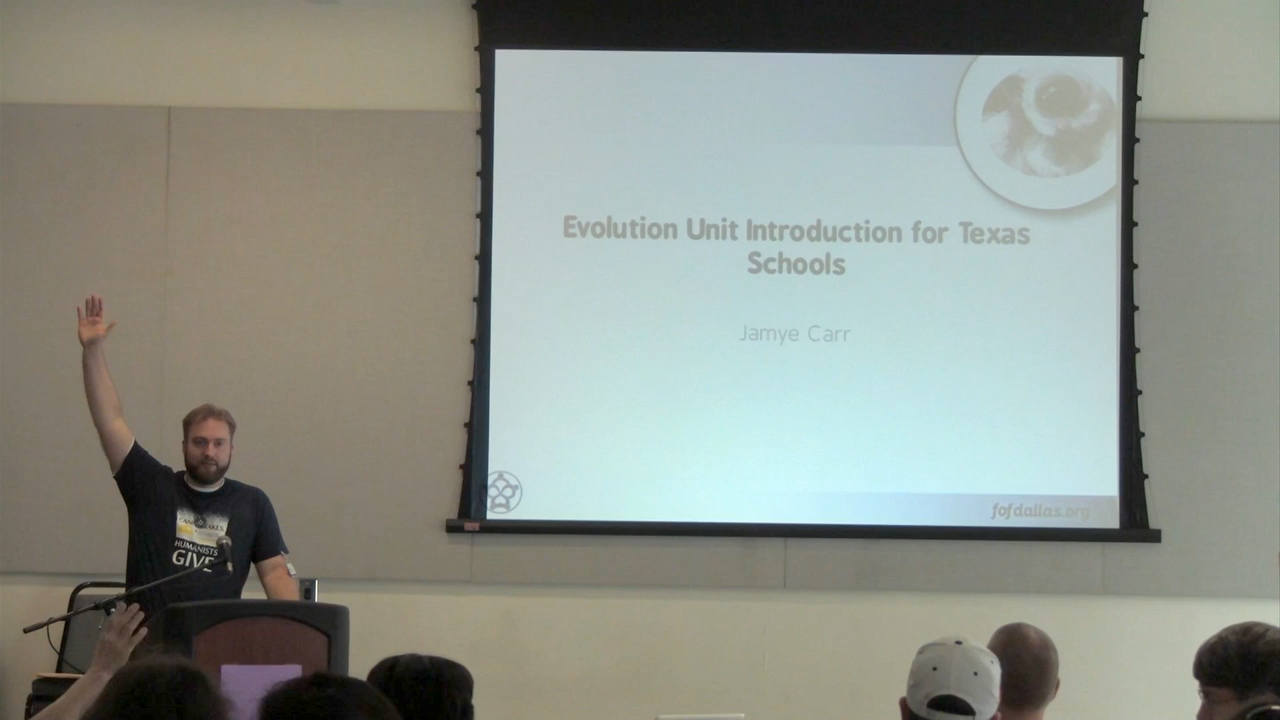 Evolution Unit Introduction for Texas
Schools
Jamye Carr
fofdallas.org
HUMANISTS
GIVE